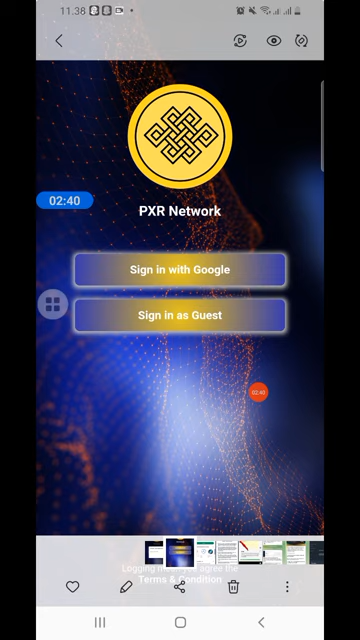 11.38
PXR Network
02:40
Sign in with Google
Sign in as Guest
02:40
Terms & Condition